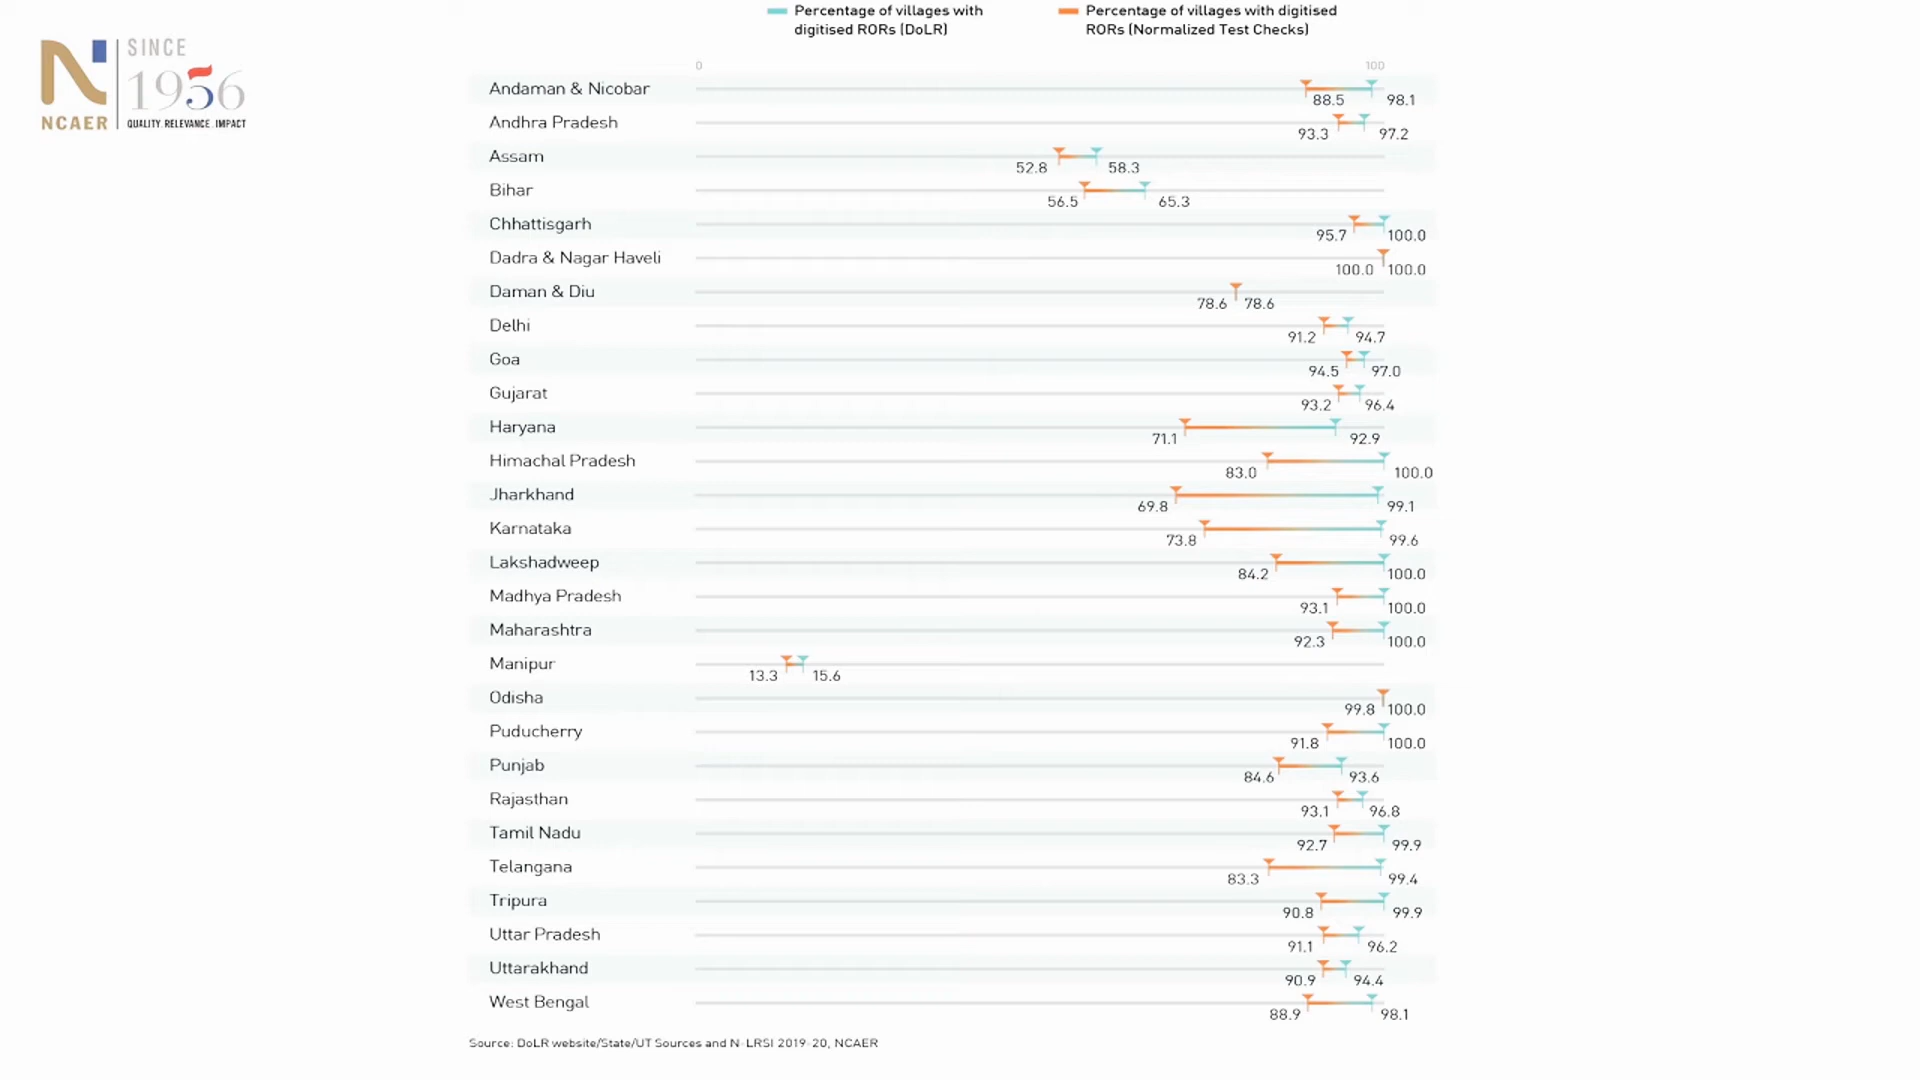 Percentage of villages with
digitised RORs (DoLR)
Percentage of villages with digitised
RORs (Normalized Test Checks)
SINCE
1956
NCAER
QUALITY. RELEVANCE. IMPACT
0 100
Andaman & Nicobar
88.5 98.1
Andhra Pradesh
93.3 97.2
Assam
52.8 58.3
Bihar
56.5 65.3
Chhattisgarh
95.7 100.0
Dadra & Nagar Haveli
100.0 100.0
Daman & Diu
78.6 78.6
Delhi
91.2 94.7
Goa
94.5 97.0
Gujarat
93.2 96.4
Haryana
71.1 92.9
Himachal Pradesh
83.0 100.0
Jharkhand
69.8 99.1
Karnataka
73.8 99.6
Lakshadweep
84.2 100.0
Madhya Pradesh
93.1 100.0
Maharashtra
92.3 100.0
Manipur
13.3 15.6
Odisha
99.8 100.0
Puducherry
91.8 100.0
Punjab
84.6 93.6
Rajasthan
93.1 96.8
Tamil Nadu
92.7 99.9
Telangana
83.3 99.4
Tripura
90.8 99.9
Uttar Pradesh
91.1 96.2
Uttarakhand
90.9 94.4
West Bengal
88.9 98.1
Source: DoLR website/State/UT Sources and N-LRSI 2019-20, NCAER